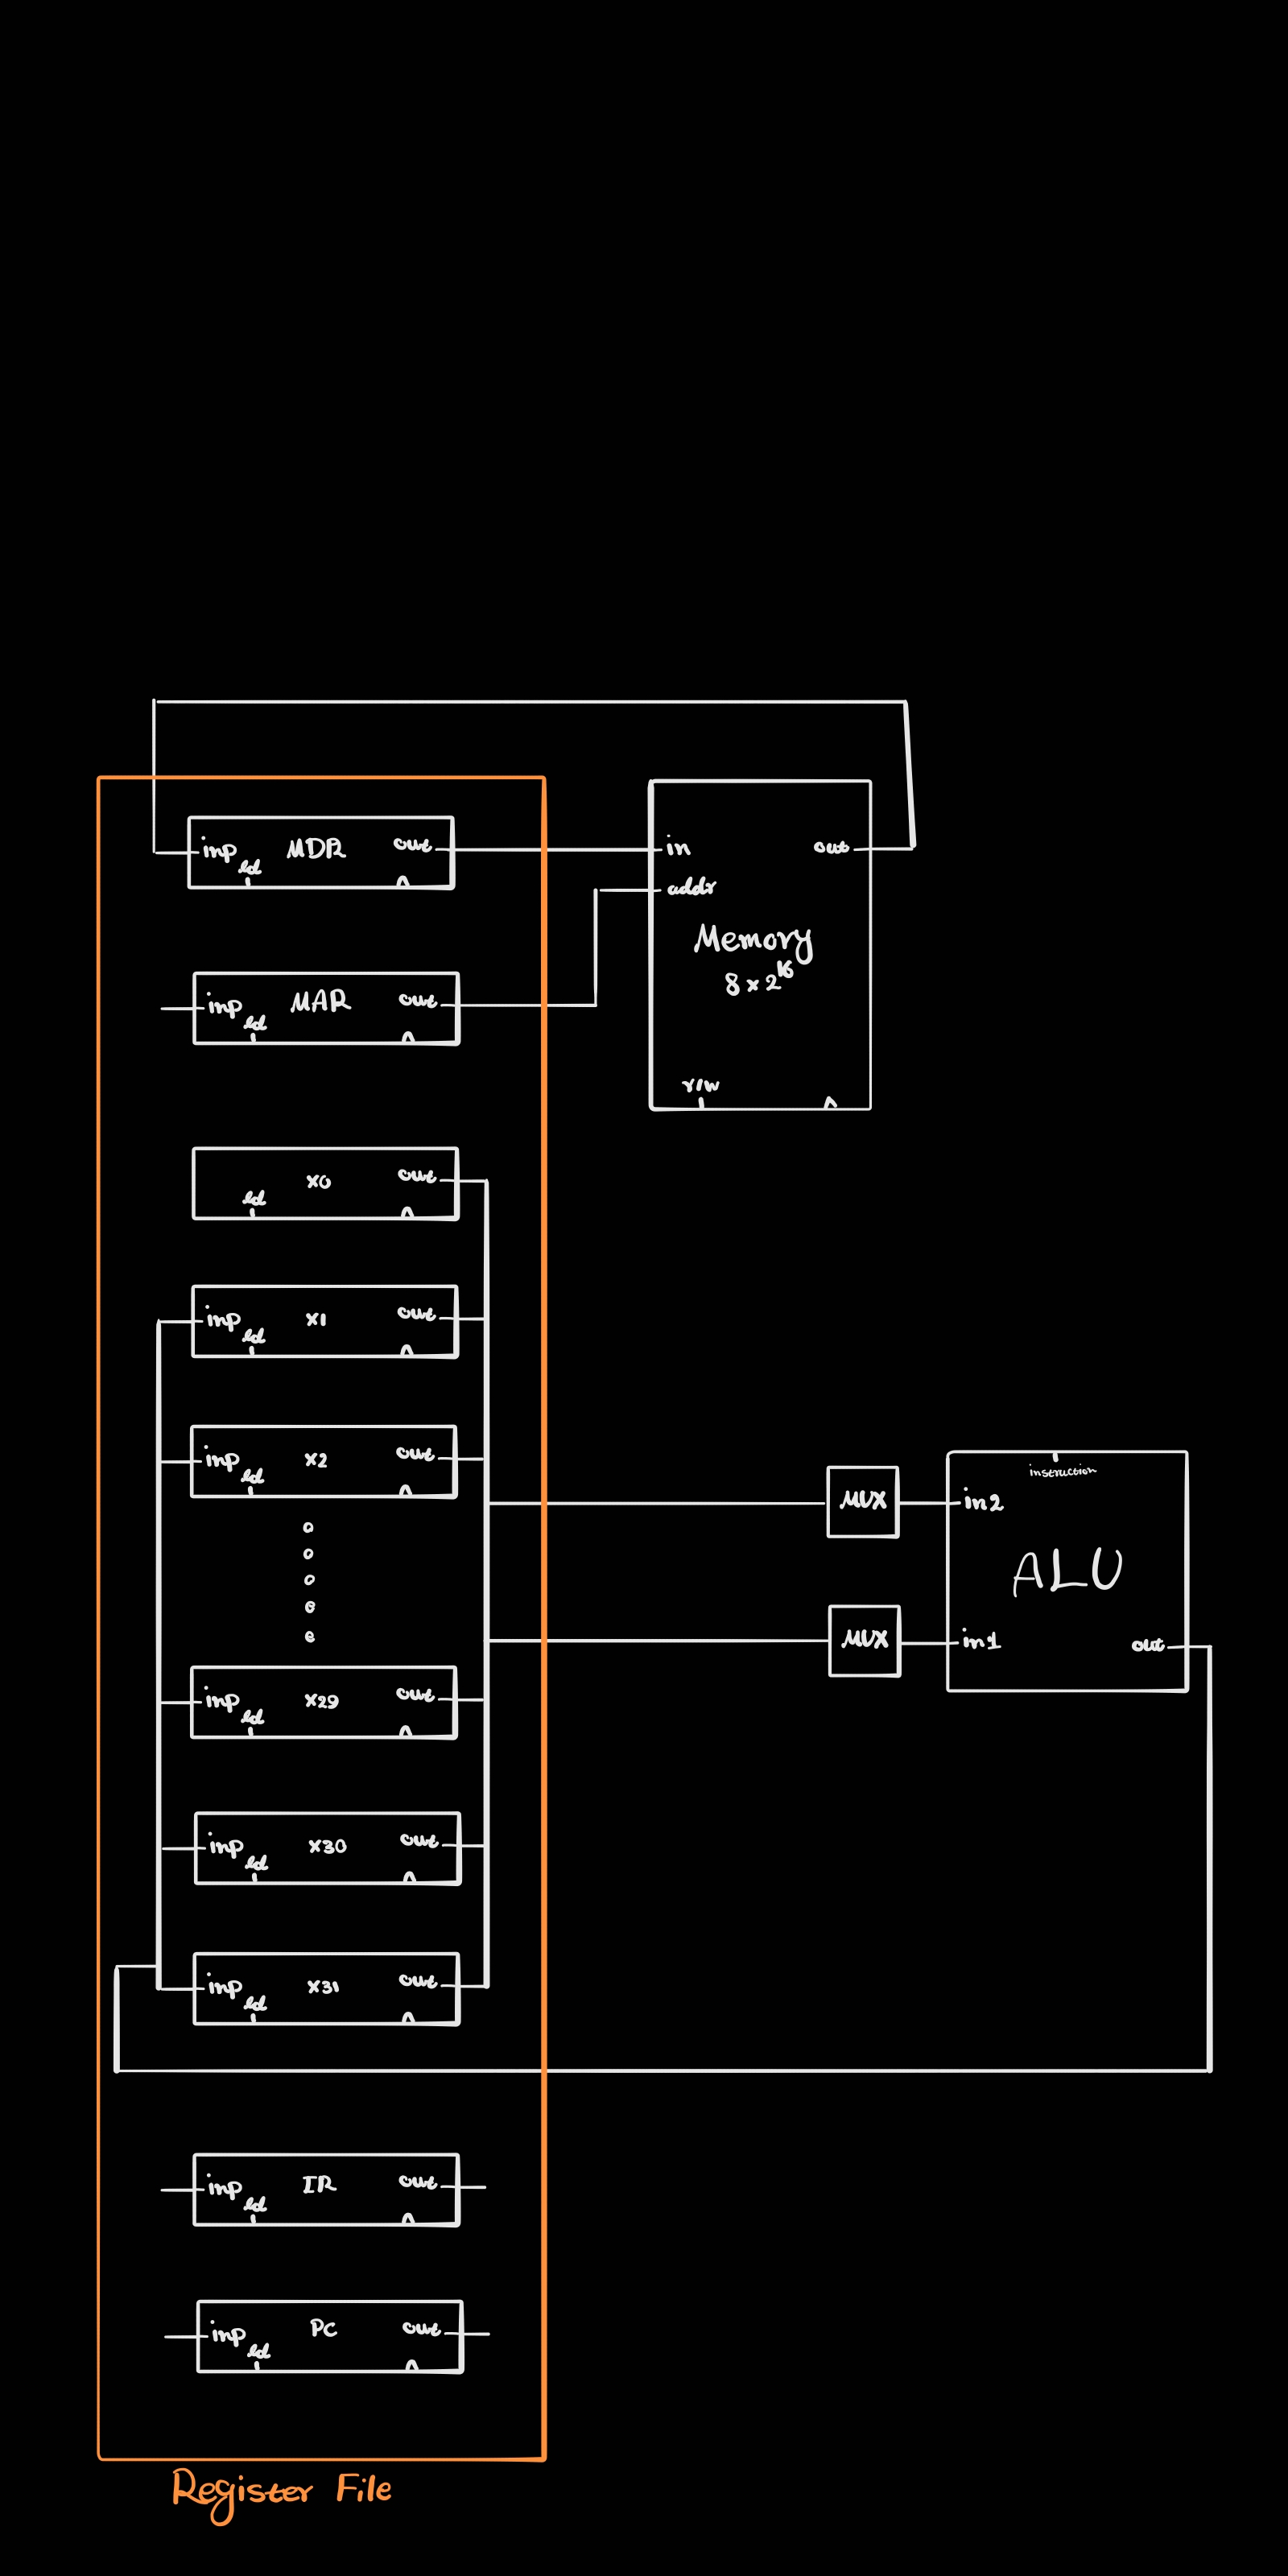 inp MDR out
ld
in out
addr
Memory
8 x 2^16
r/w
inp MAR out
ld
x0 out
ld
inp x1 out
ld
inp x2 out
ld
instruction
MUX in2
ALU
MUX in1 out
inp x29 out
ld
inp x30 out
ld
inp x31 out
ld
inp IR out
ld
inp PC out
ld
Register File